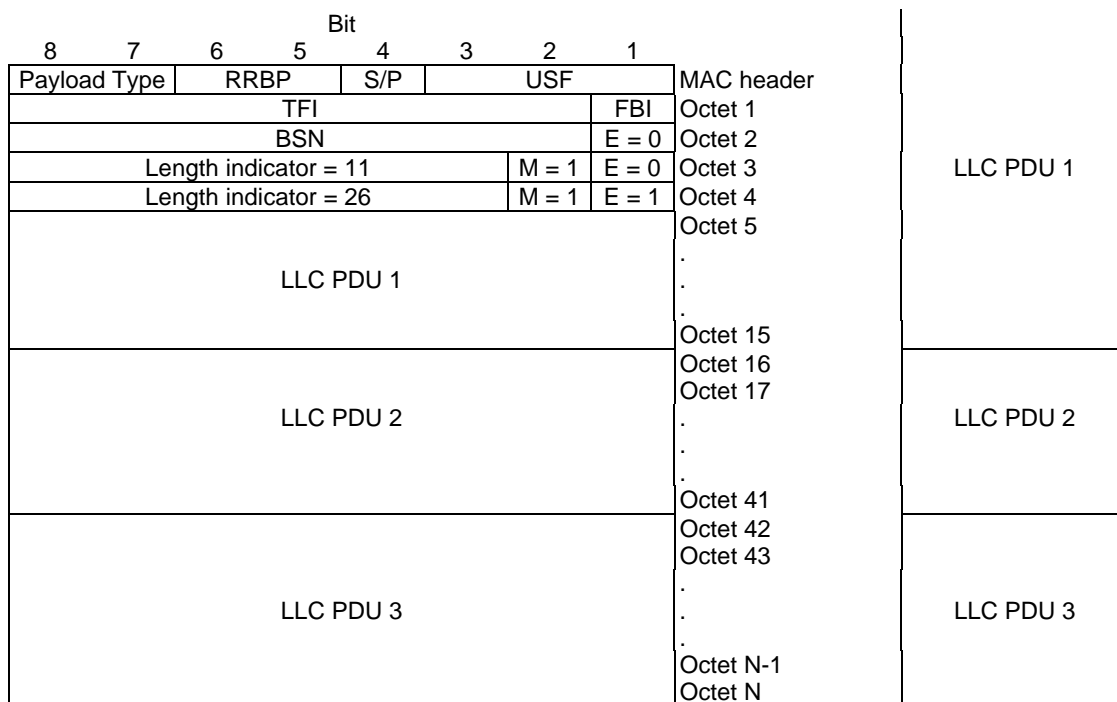 Bit
8 7 6 5 4 3 2 1
Payload Type RRBP S/P USF MAC header
TFI FBI Octet 1
BSN E = 0 Octet 2
Length indicator = 11 M = 1 E = 0 Octet 3 LLC PDU 1
Length indicator = 26 M = 1 E = 1 Octet 4
Octet 5
.
LLC PDU 1 .
.
Octet 15
Octet 16
Octet 17
LLC PDU 2 . LLC PDU 2
.
.
Octet 41
Octet 42
Octet 43
.
LLC PDU 3 . LLC PDU 3
.
Octet N-1
Octet N